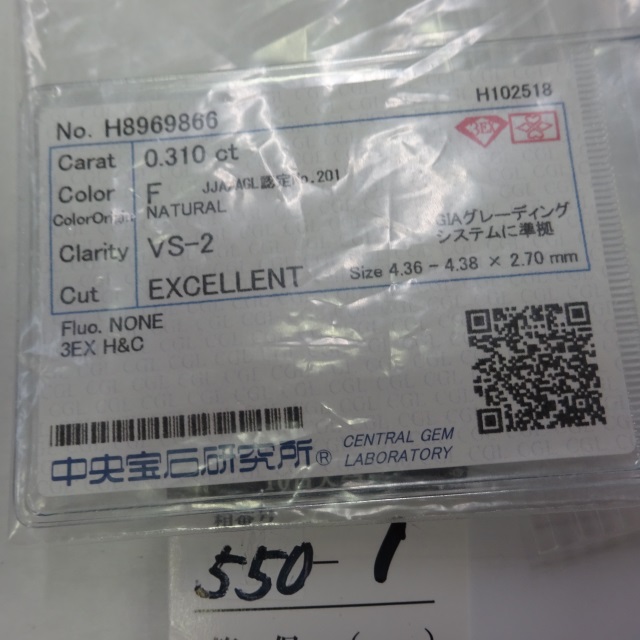 No. H8969866
H102518
Carat 0.310 ct
Color F JJA, AGL認定No.201
NATURAL
Clarity VS-2
GIAグレーディング
システムに準拠
Cut EXCELLENT Size 4.36 - 4.38 × 2.70 mm
Fluo. NONE
3EX H&C
中央宝石研究所® CENTRAL GEM
LABORATORY
550-1